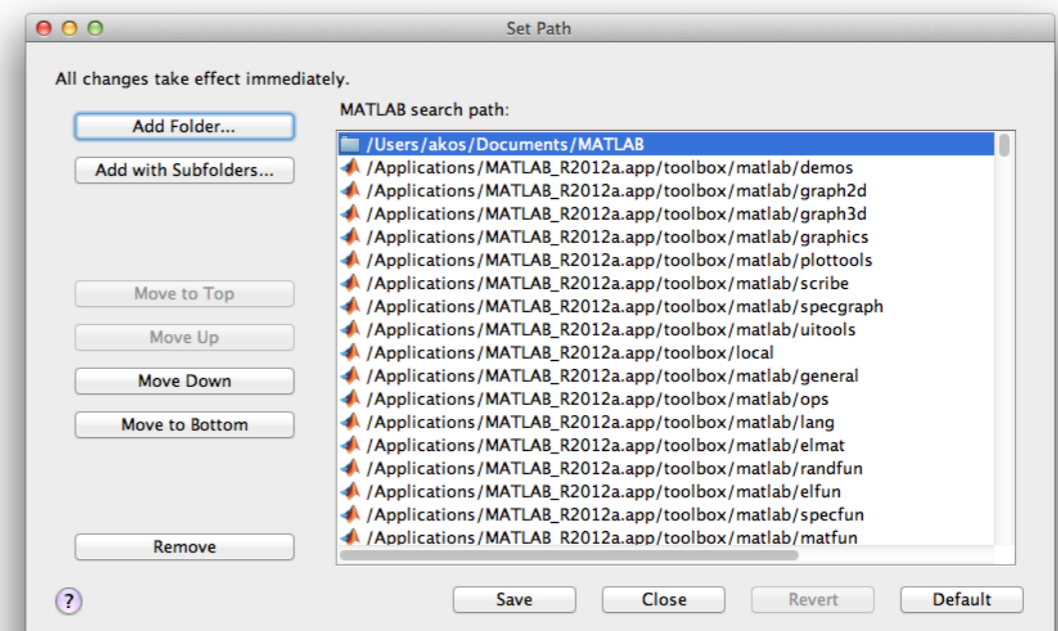 Set Path
All changes take effect immediately.
Add Folder...
Add with Subfolders...
Move to Top
Move Up
Move Down
Move to Bottom
Remove
MATLAB search path:
/Users/akos/Documents/MATLAB
/Applications/MATLAB_R2012a.app/toolbox/matlab/demos
/Applications/MATLAB_R2012a.app/toolbox/matlab/graph2d
/Applications/MATLAB_R2012a.app/toolbox/matlab/graph3d
/Applications/MATLAB_R2012a.app/toolbox/matlab/graphics
/Applications/MATLAB_R2012a.app/toolbox/matlab/plottools
/Applications/MATLAB_R2012a.app/toolbox/matlab/scribe
/Applications/MATLAB_R2012a.app/toolbox/matlab/specgraph
/Applications/MATLAB_R2012a.app/toolbox/matlab/uitools
/Applications/MATLAB_R2012a.app/toolbox/local
/Applications/MATLAB_R2012a.app/toolbox/matlab/general
/Applications/MATLAB_R2012a.app/toolbox/matlab/ops
/Applications/MATLAB_R2012a.app/toolbox/matlab/lang
/Applications/MATLAB_R2012a.app/toolbox/matlab/elmat
/Applications/MATLAB_R2012a.app/toolbox/matlab/randfun
/Applications/MATLAB_R2012a.app/toolbox/matlab/elfun
/Applications/MATLAB_R2012a.app/toolbox/matlab/specfun
/Applications/MATLAB_R2012a.app/toolbox/matlab/matfun
?
Save
Close
Revert
Default